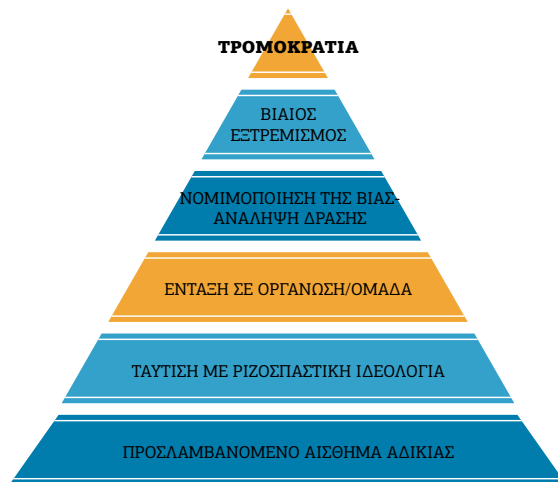 ΤΡΟΜΟΚΡΑΤΙΑ
ΒΙΑΙΟΣ
ΕΞΤΡΕΜΙΣΜΟΣ
ΝΟΜΙΜΟΠΟΙΗΣΗ ΤΗΣ ΒΙΑΣ-
ΑΝΑΛΗΨΗ ΔΡΑΣΗΣ
ΕΝΤΑΞΗ ΣΕ ΟΡΓΑΝΩΣΗ/ΟΜΑΔΑ
ΤΑΥΤΙΣΗ ΜΕ ΡΙΖΟΣΠΑΣΤΙΚΗ ΙΔΕΟΛΟΓΙΑ
ΠΡΟΣΛΑΜΒΑΝΟΜΕΝΟ ΑΙΣΘΗΜΑ ΑΔΙΚΙΑΣ